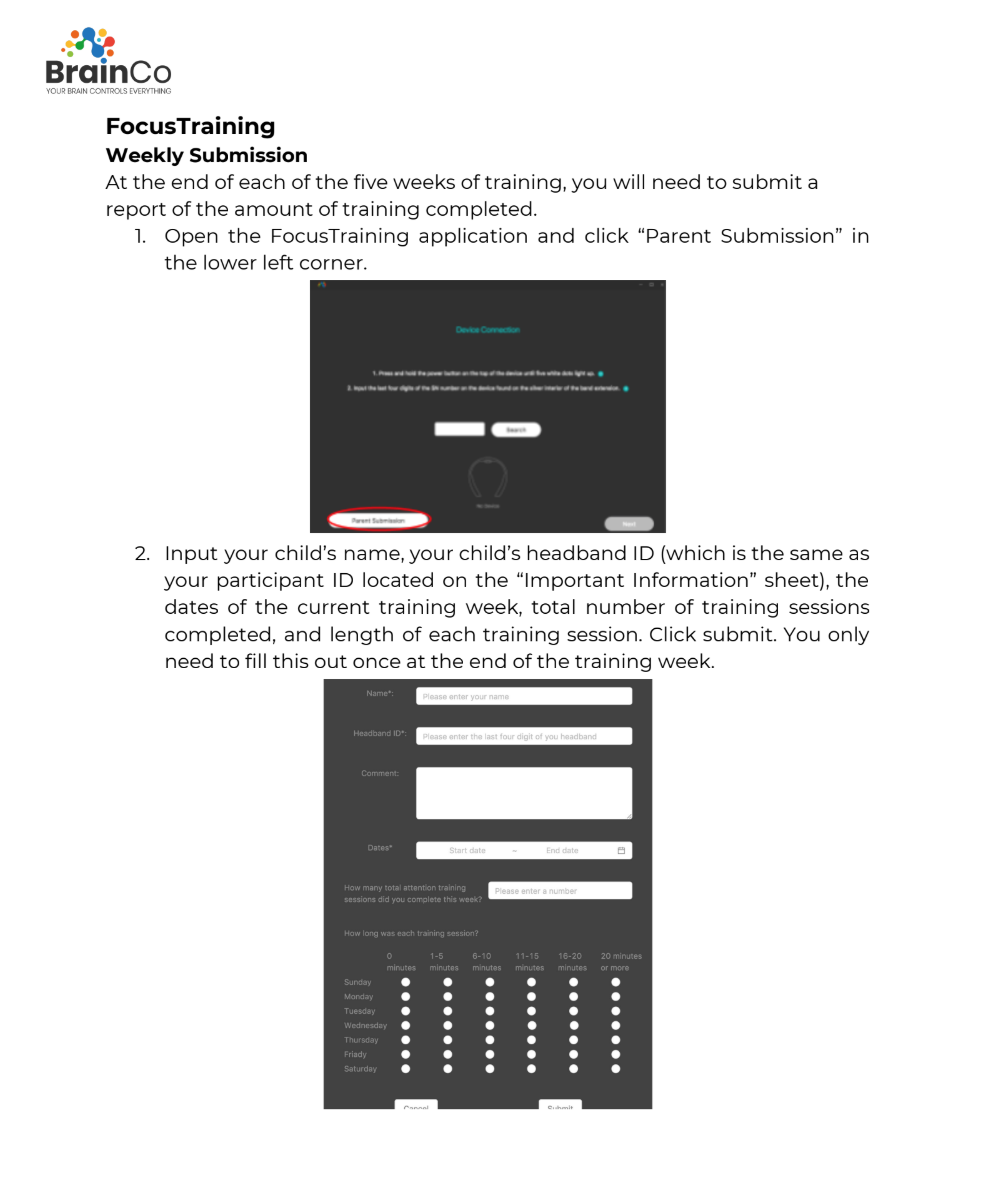 BrainCo
YOUR BRAIN CONTROLS EVERYTHING
FocusTraining
Weekly Submission
At the end of each of the five weeks of training, you will need to submit a
report of the amount of training completed.
1. Open the FocusTraining application and click “Parent Submission” in
the lower left corner.
Device Connection
1. Press and hold the power button on the top of the device until five white dots light up.
2. Input the last four digits of the SN number on the device found on the silver interior of the band extension.
Search
No Device
Parent Submission
Next
2. Input your child’s name, your child’s headband ID (which is the same as
your participant ID located on the “Important Information” sheet), the
dates of the current training week, total number of training sessions
completed, and length of each training session. Click submit. You only
need to fill this out once at the end of the training week.
Name*: Please enter your name
Headband ID*: Please enter the last four digit of you headband
Comment:
Dates* Start date – End date
How many total attention training
sessions did you complete this week? Please enter a number
How long was each training session?
0 1-5 6-10 11-15 16-20 20 minutes
minutes minutes minutes minutes minutes or more
Sunday
Monday
Tuesday
Wednesday
Thursday
Friady
Saturday
Cancel Submit